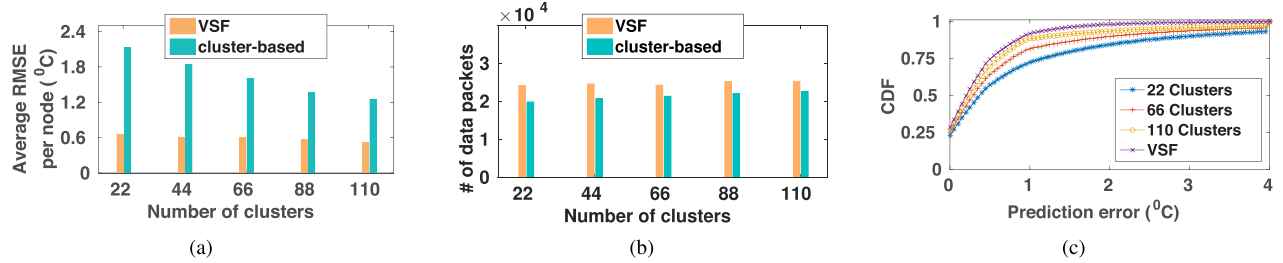 VSF
cluster-based
2.4
1.8
1.2
0.6
0
Average RMSE
per node ( ⁰C)
22 44 66 88 110
Number of clusters
(a)
× 10⁴
VSF
cluster-based
3
2
1
0
# of data packets
22 44 66 88 110
Number of clusters
(b)
1
0.75
0.5
0.25
0
CDF
22 Clusters
66 Clusters
110 Clusters
VSF
0 1 2 3 4
Prediction error (⁰C)
(c)